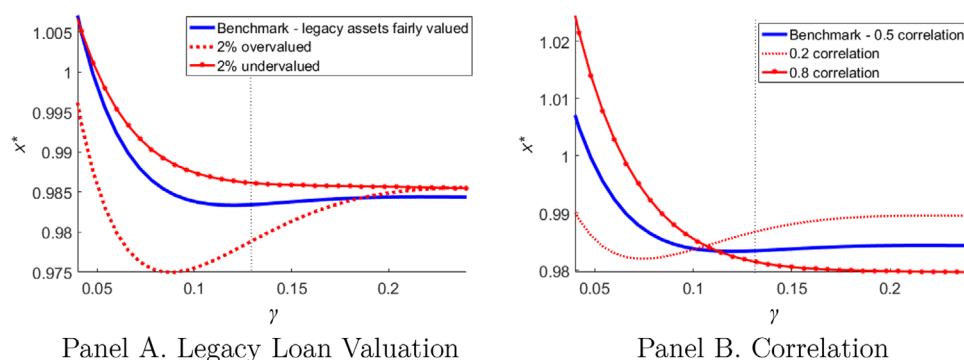 1.005
1
0.995
0.99
0.985
0.98
0.975
x*
Benchmark - legacy assets fairly valued
2% overvalued
2% undervalued
0.05
0.1
0.15
0.2
γ
Panel A. Legacy Loan Valuation
1.02
1.01
1
0.99
0.98
x*
Benchmark - 0.5 correlation
0.2 correlation
0.8 correlation
0.05
0.1
0.15
0.2
γ
Panel B. Correlation